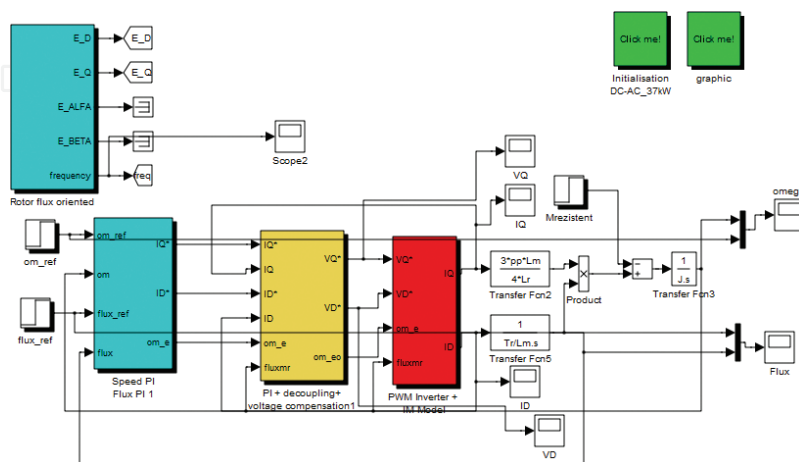 E_D
E_D
E_Q
E_Q
E_ALFA
E_BETA
frequency
freq
Rotor flux oriented
Scope2
Click me!
Click me!
Initialisation
DC-AC_37kW
graphic
VQ
IQ
Mrezistent
omeg
om_ref
flux_ref
om_ref
om
flux_ref
flux
IQ*
ID*
om_e
Speed PI
Flux PI 1
IQ*
IQ
ID*
ID
om_e
fluxmr
VQ*
VD*
om_eo
PI + decoupling+
voltage compensation1
VQ*
VD*
om_e
fluxmr
IQ
ID
PWM Inverter +
IM Model
3*pp*Lm
4*Lr
Transfer Fcn2
Product
1
J.s
Transfer Fcn3
1
Tr/Lm.s
Transfer Fcn5
Flux
ID
VD